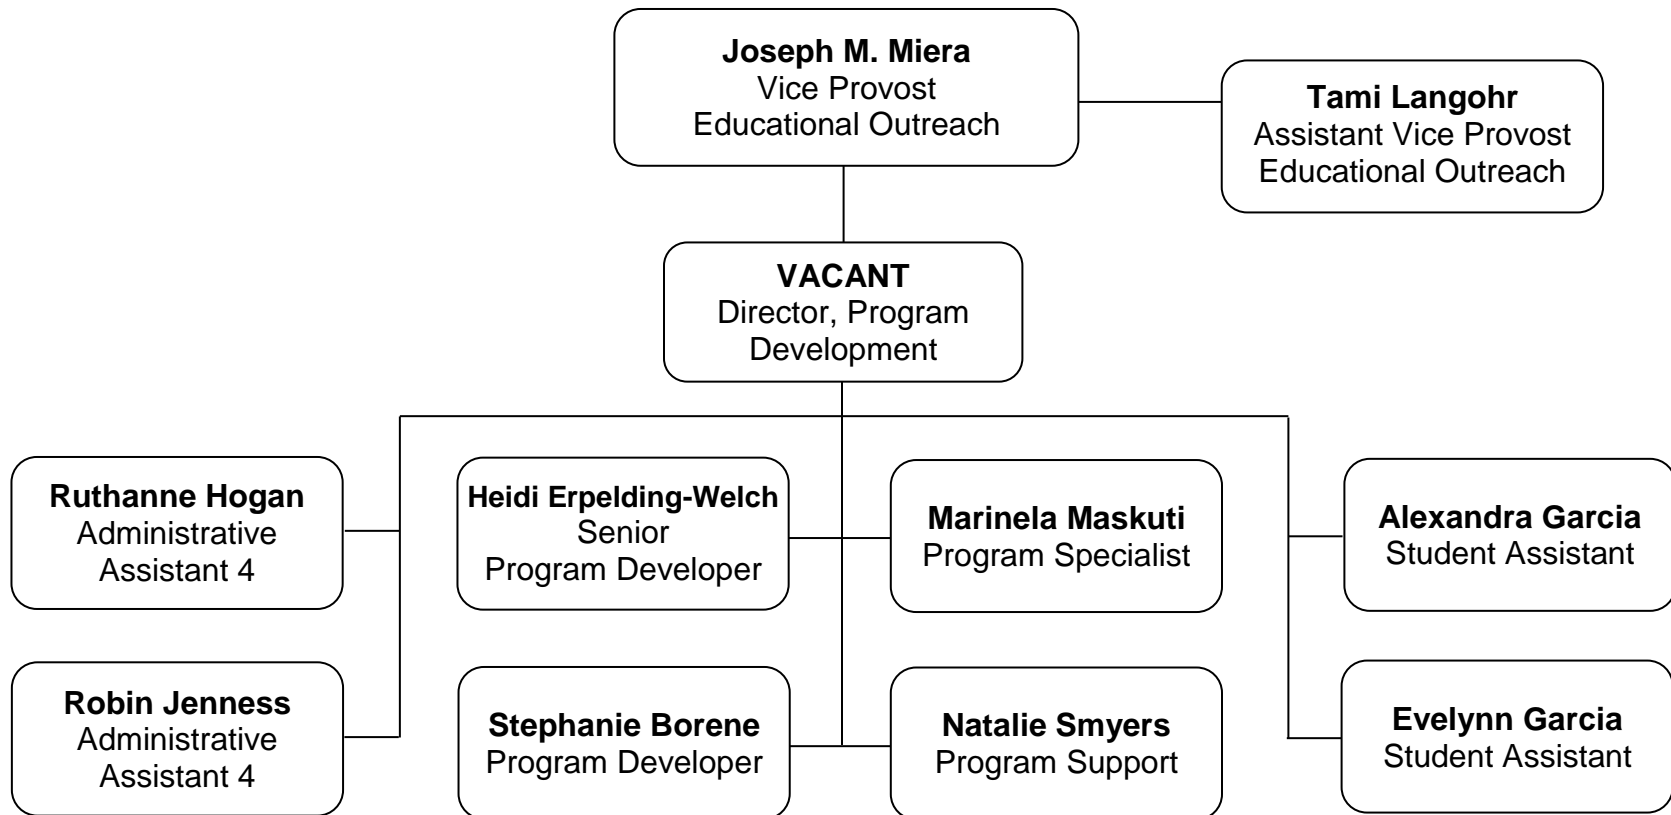 Joseph M. Miera
Vice Provost
Educational Outreach
Tami Langohr
Assistant Vice Provost
Educational Outreach
VACANT
Director, Program
Development
Ruthanne Hogan
Administrative
Assistant 4
Heidi Erpelding-Welch
Senior
Program Developer
Marinela Maskuti
Program Specialist
Alexandra Garcia
Student Assistant
Robin Jenness
Administrative
Assistant 4
Stephanie Borene
Program Developer
Natalie Smyers
Program Support
Evelynn Garcia
Student Assistant